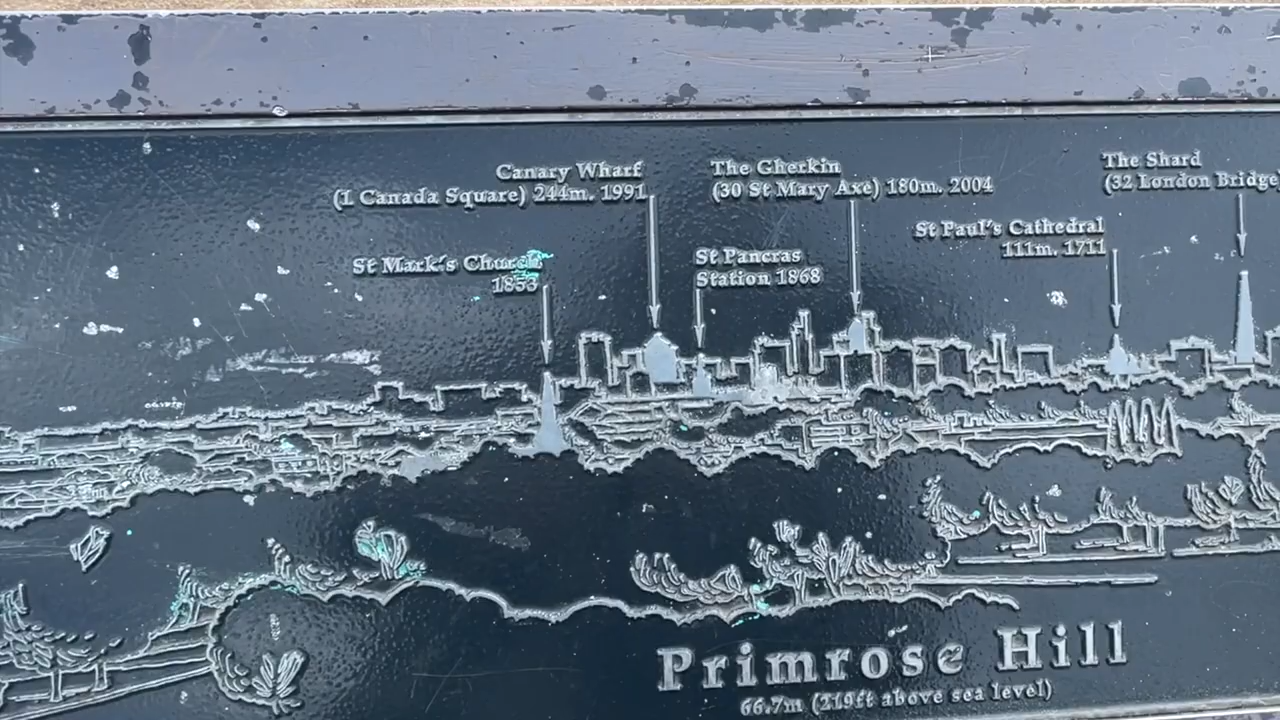 Canary Wharf
(1 Canada Square) 244m. 1991
The Gherkin
(30 St Mary Axe) 180m. 2004
The Shard
(32 London Bridge
St Mark's Church
1853
St Pancras
Station 1868
St Paul's Cathedral
111m. 1711
Primrose Hill
66.7m (219ft above sea level)